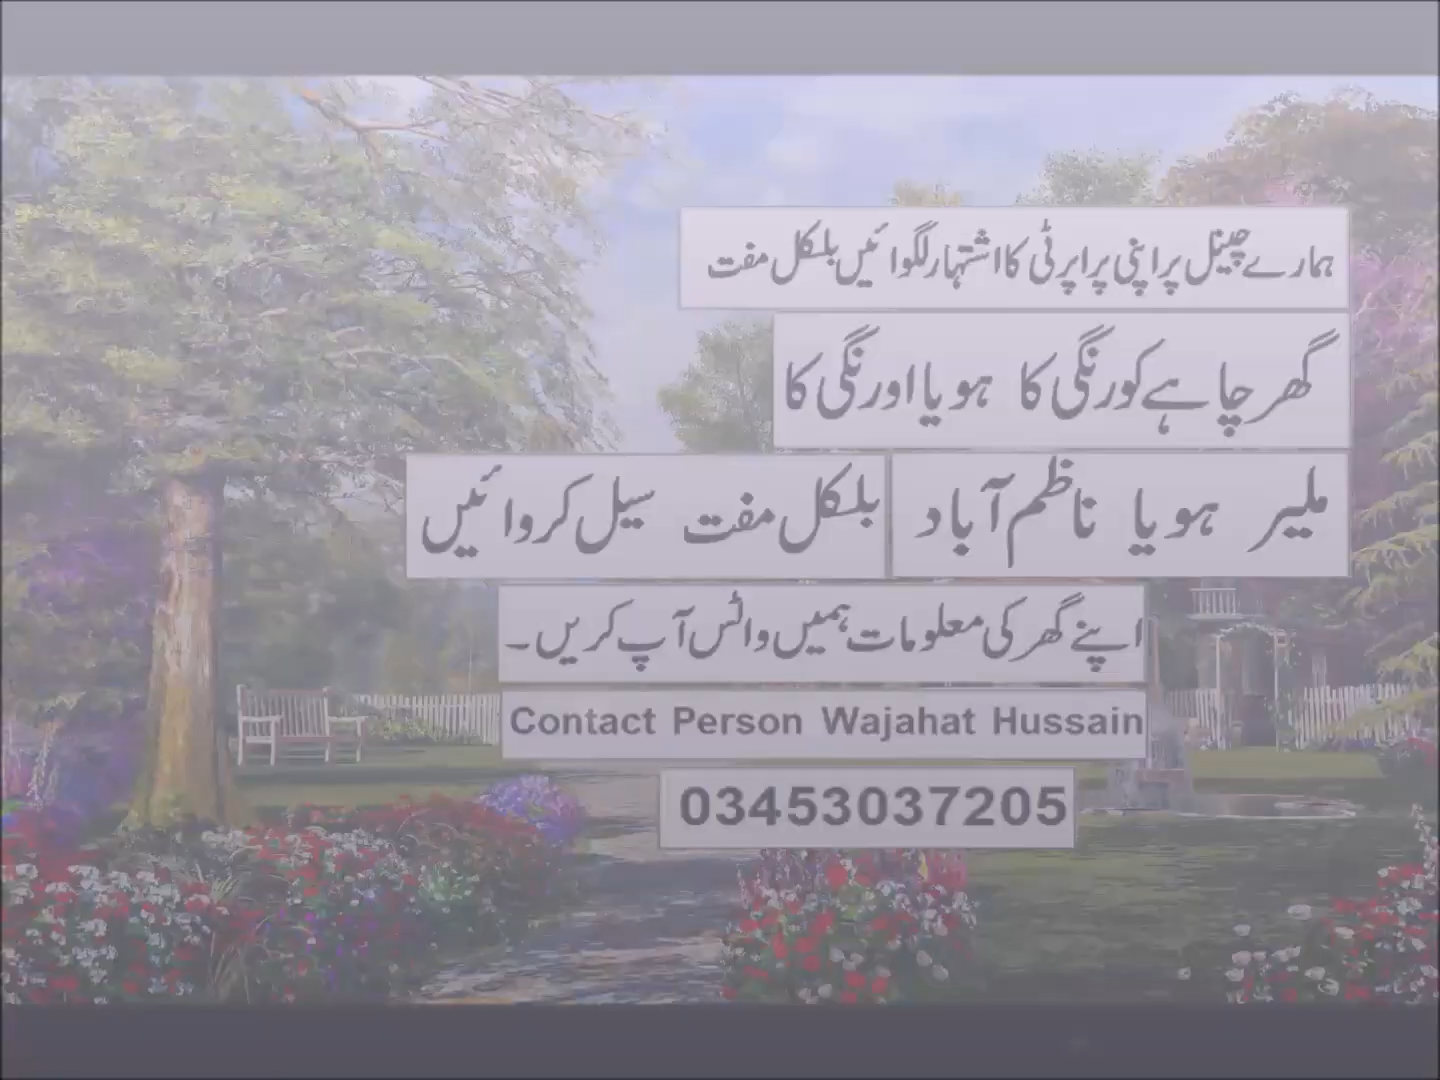 ہمارے چینل پر اپنی پراپرٹی کا اشتہار لگوائیں بلکل مفت
گھر چاہے کورنگی کا ہو یا اورنگی کا
ملیر ہو یا ناظم آباد بلکل مفت سیل کروائیں
اپنے گھر کی معلومات ہمیں واٹس آپ کریں۔
Contact Person Wajahat Hussain
03453037205